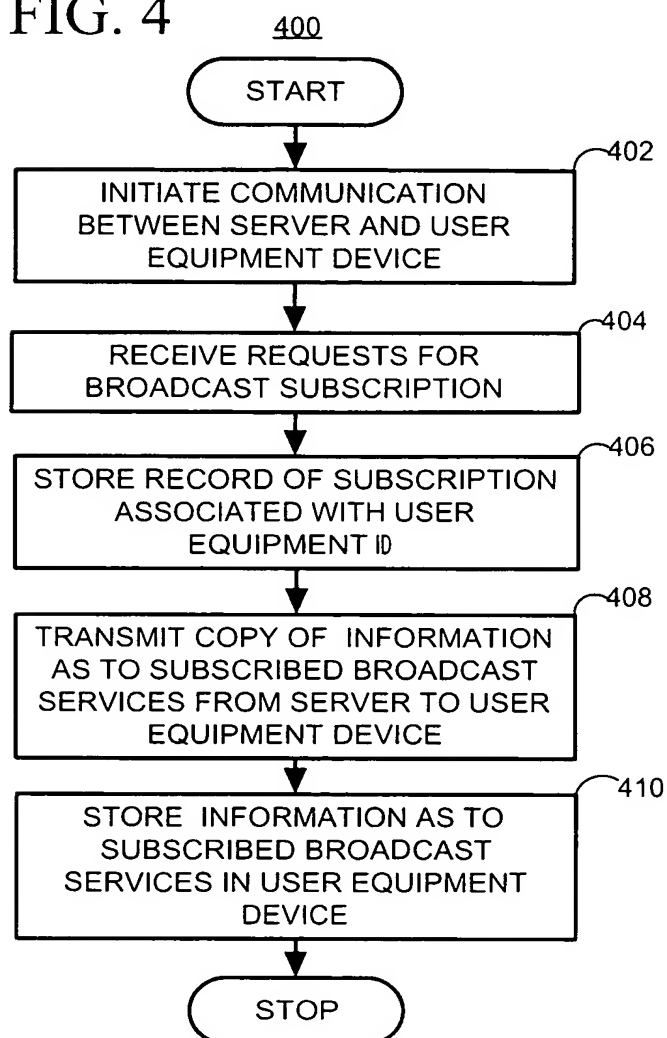 FIG. 4
400
START
402
INITIATE COMMUNICATION
BETWEEN SERVER AND USER
EQUIPMENT DEVICE
404
RECEIVE REQUESTS FOR
BROADCAST SUBSCRIPTION
406
STORE RECORD OF SUBSCRIPTION
ASSOCIATED WITH USER
EQUIPMENT ID
408
TRANSMIT COPY OF INFORMATION
AS TO SUBSCRIBED BROADCAST
SERVICES FROM SERVER TO USER
EQUIPMENT DEVICE
410
STORE INFORMATION AS TO
SUBSCRIBED BROADCAST
SERVICES IN USER EQUIPMENT
DEVICE
STOP